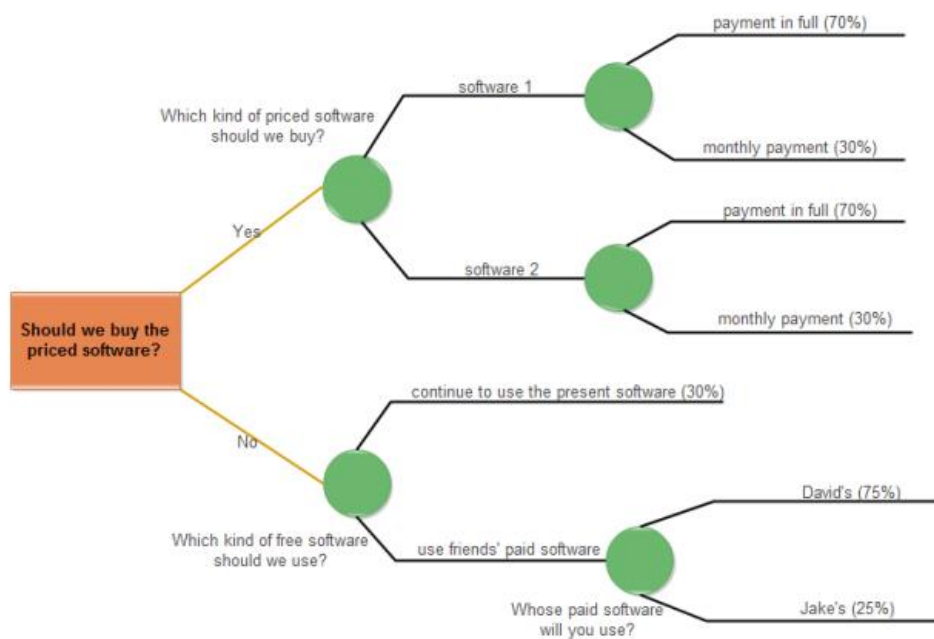 payment in full (70%)
software 1
Which kind of priced software
should we buy?
monthly payment (30%)
payment in full (70%)
Yes
software 2
Should we buy the
priced software?
monthly payment (30%)
continue to use the present software (30%)
No
David's (75%)
Which kind of free software
should we use?
use friends' paid software
Whose paid software
will you use?
Jake's (25%)